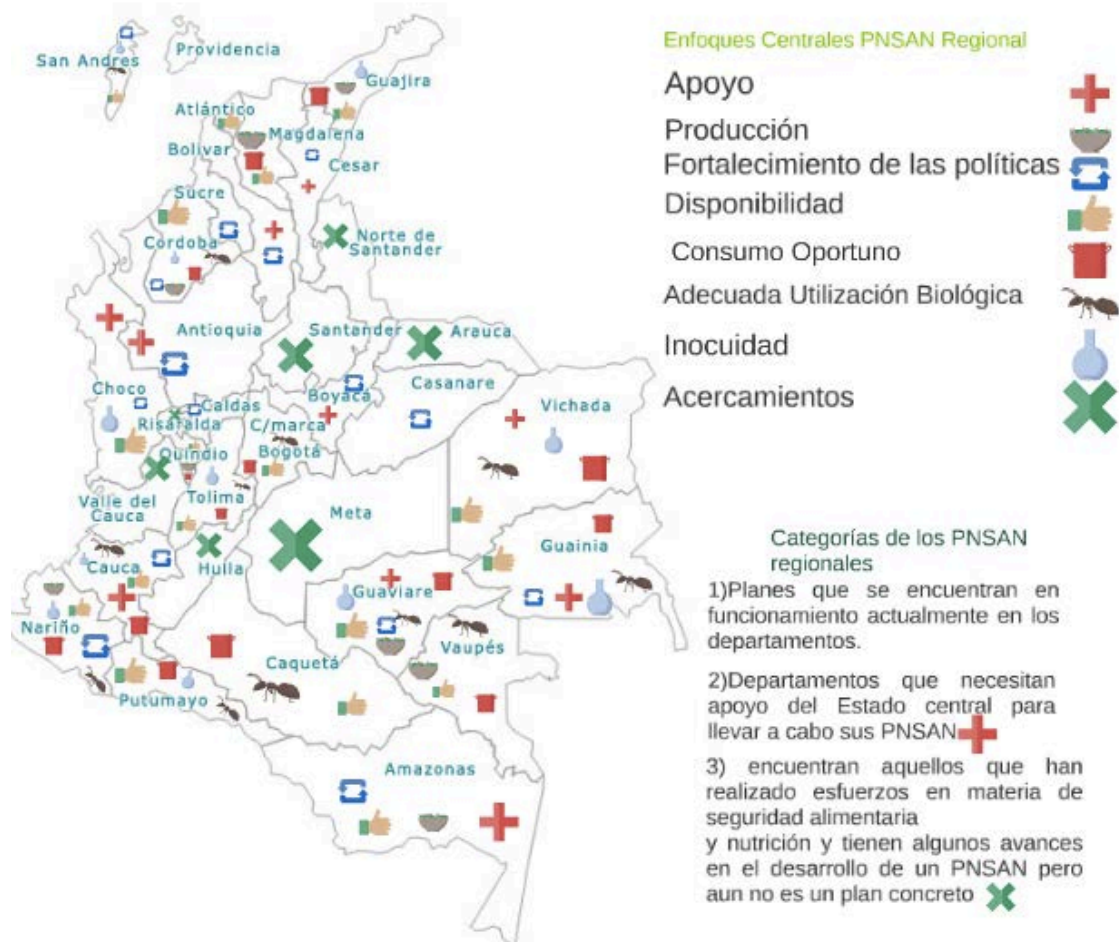 San Andres
Providencia
Guajira
Atlántico
Magdalena
Bolivar
Cesar
Sucre
Cordoba
Norte de
Santander
Antioquia
Santander
Arauca
Choco
Caldas
Boyacá
Casanare
Vichada
Risaralda
C/marca
Quindio
Bogotá
Tolima
Valle del
Cauca
Meta
Cauca
Huila
Guainia
Guaviare
Nariño
Vaupés
Caquetá
Putumayo
Amazonas
Enfoques Centrales PNSAN Regional
Apoyo
Producción
Fortalecimiento de las políticas
Disponibilidad
Consumo Oportuno
Adecuada Utilización Biológica
Inocuidad
Acercamientos
Categorías de los PNSAN
regionales
1)Planes que se encuentran en
funcionamiento actualmente en los
departamentos.
2)Departamentos que necesitan
apoyo del Estado central para
llevar a cabo sus PNSAN
3) encuentran aquellos que han
realizado esfuerzos en materia de
seguridad alimentaria
y nutrición y tienen algunos avances
en el desarrollo de un PNSAN pero
aun no es un plan concreto